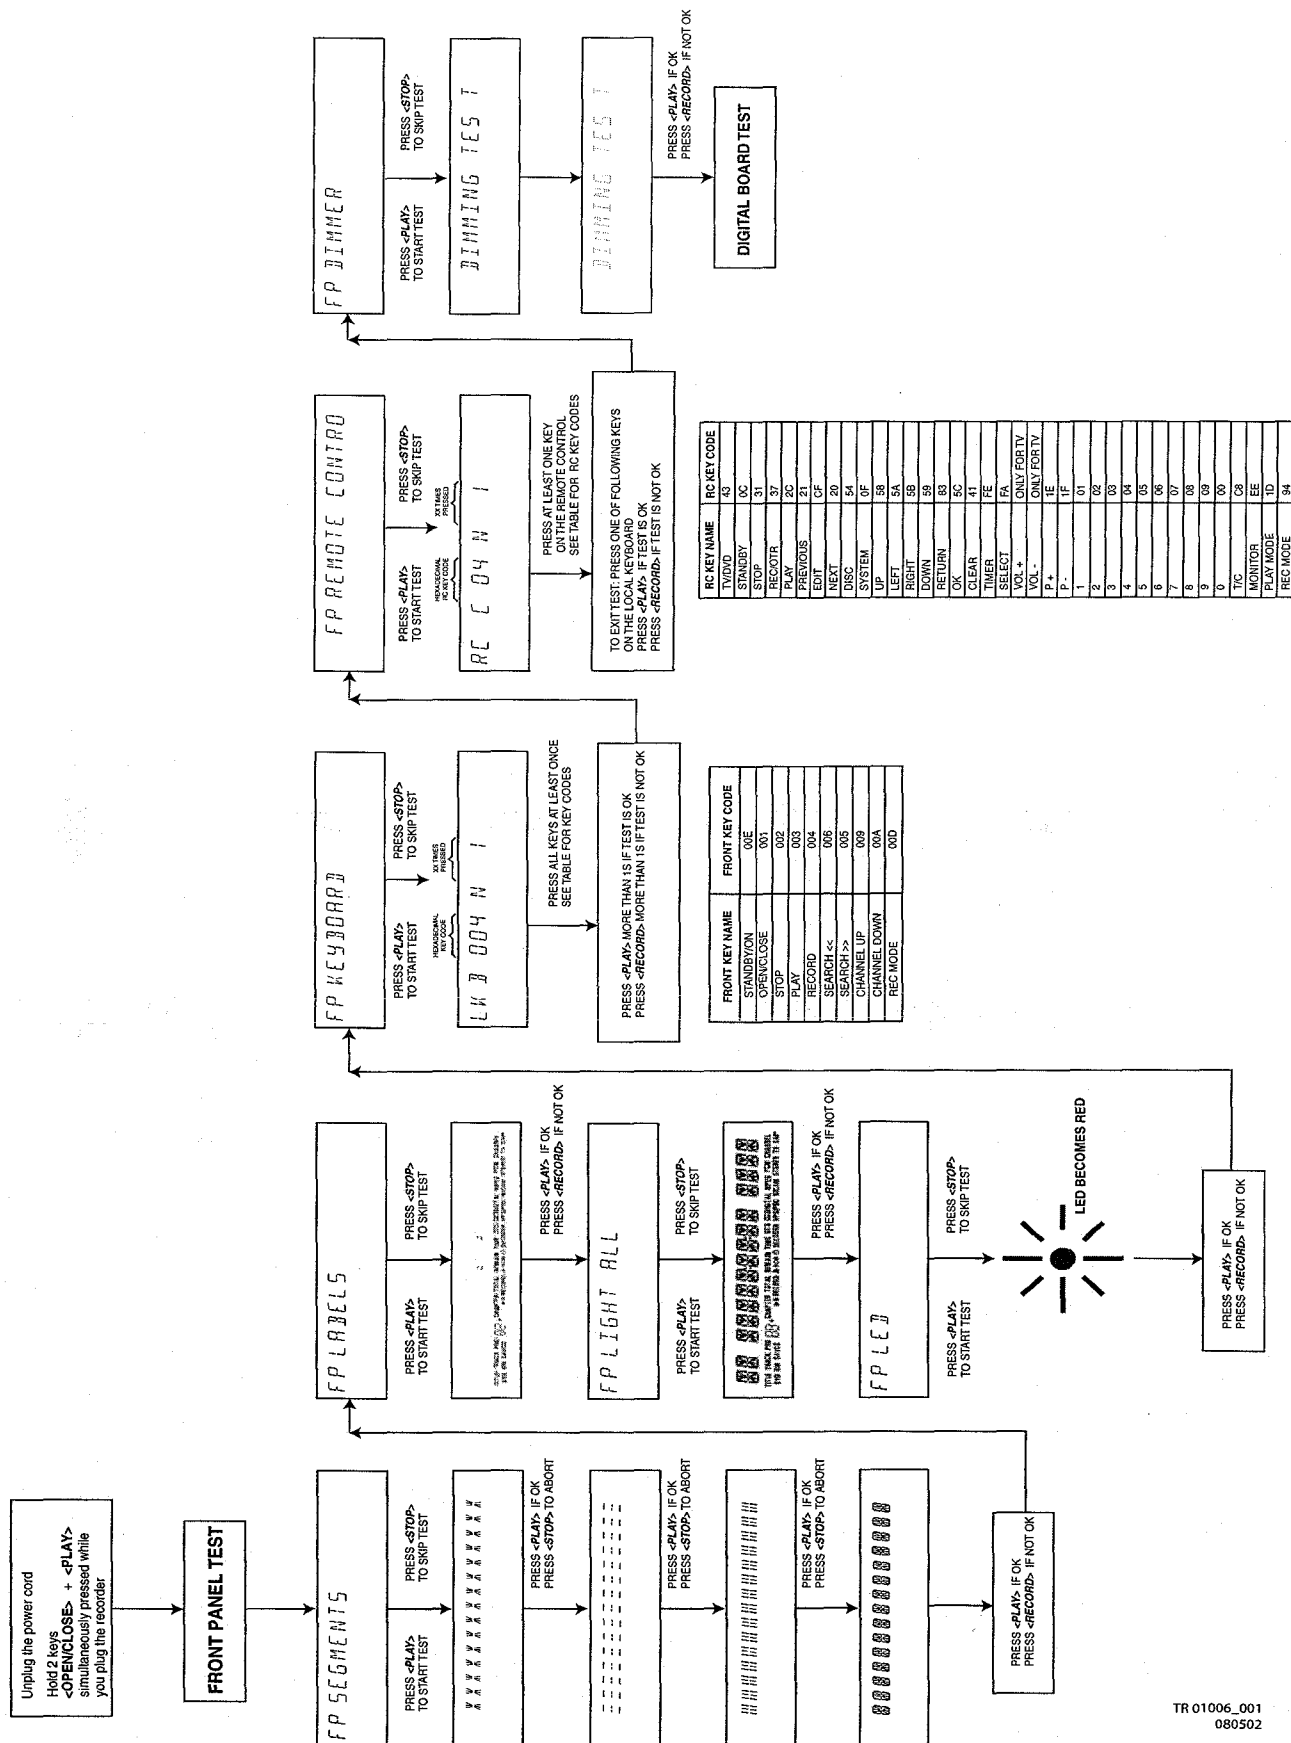 Unplug the power cord
Hold 2 keys
<OPEN/CLOSE> + <PLAY>
simultaneously pressed while
you plug the recorder
FRONT PANEL TEST
FP SEGMENTS
PRESS <PLAY>
TO START TEST
PRESS <STOP>
TO SKIP TEST
PRESS <PLAY> IF OK
PRESS <STOP> TO ABORT
PRESS <PLAY> IF OK
PRESS <STOP> TO ABORT
PRESS <PLAY> IF OK
PRESS <STOP> TO ABORT
PRESS <PLAY> IF OK
PRESS <RECORD> IF NOT OK
FP LABELS
PRESS <PLAY>
TO START TEST
PRESS <STOP>
TO SKIP TEST
PRESS <PLAY> IF OK
PRESS <RECORD> IF NOT OK
FP LIGHT ALL
PRESS <PLAY>
TO START TEST
PRESS <STOP>
TO SKIP TEST
PRESS <PLAY> IF OK
PRESS <RECORD> IF NOT OK
FP LED
PRESS <PLAY>
TO START TEST
PRESS <STOP>
TO SKIP TEST
LED BECOMES RED
PRESS <PLAY> IF OK
PRESS <RECORD> IF NOT OK
FP KEYBOARD
PRESS <PLAY>
TO START TEST
PRESS <STOP>
TO SKIP TEST
HEXADECIMAL
KEY CODE
XX TIMES
PRESSED
LKB 004 N 1
PRESS ALL KEYS AT LEAST ONCE
SEE TABLE FOR KEY CODES
PRESS <PLAY> MORE THAN 1S IF TEST IS OK
PRESS <RECORD> MORE THAN 1S IF TEST IS NOT OK
FRONT KEY NAME FRONT KEY CODE
STANDBY/ON 00E
OPEN/CLOSE 001
STOP 002
PLAY 003
RECORD 004
SEARCH << 006
SEARCH >> 005
CHANNEL UP 009
CHANNEL DOWN 00A
REC MODE 00D
FP REMOTE CONTRO
PRESS <PLAY>
TO START TEST
PRESS <STOP>
TO SKIP TEST
HEXADECIMAL
RC KEY CODE
XX TIMES
PRESSED
RC C 04 N 1
PRESS AT LEAST ONE KEY
ON THE REMOTE CONTROL
SEE TABLE FOR RC KEY CODES
TO EXIT TEST: PRESS ONE OF FOLLOWING KEYS
ON THE LOCAL KEYBOARD
PRESS <PLAY> IF TEST IS OK
PRESS <RECORD> IF TEST IS NOT OK
RC KEY NAME RC KEY CODE
TV/DVD 43
STANDBY 0C
STOP 31
REC/OTR 37
PLAY 2C
PREVIOUS 21
EDIT CF
NEXT 20
DISC 54
SYSTEM 0F
UP 58
LEFT 5A
RIGHT 5B
DOWN 59
RETURN 83
OK 5C
CLEAR 41
TIMER FE
SELECT FA
VOL + ONLY FOR TV
VOL - ONLY FOR TV
P + 1E
P - 1F
1 01
2 02
3 03
4 04
5 05
6 06
7 07
8 08
9 09
0 00
T/C C8
MONITOR EE
PLAY MODE 1D
REC MODE 94
FP DIMMER
PRESS <PLAY>
TO START TEST
PRESS <STOP>
TO SKIP TEST
DIMMING TEST
DIMMING TEST
PRESS <PLAY> IF OK
PRESS <RECORD> IF NOT OK
DIGITAL BOARD TEST
TR 01006_001
080502